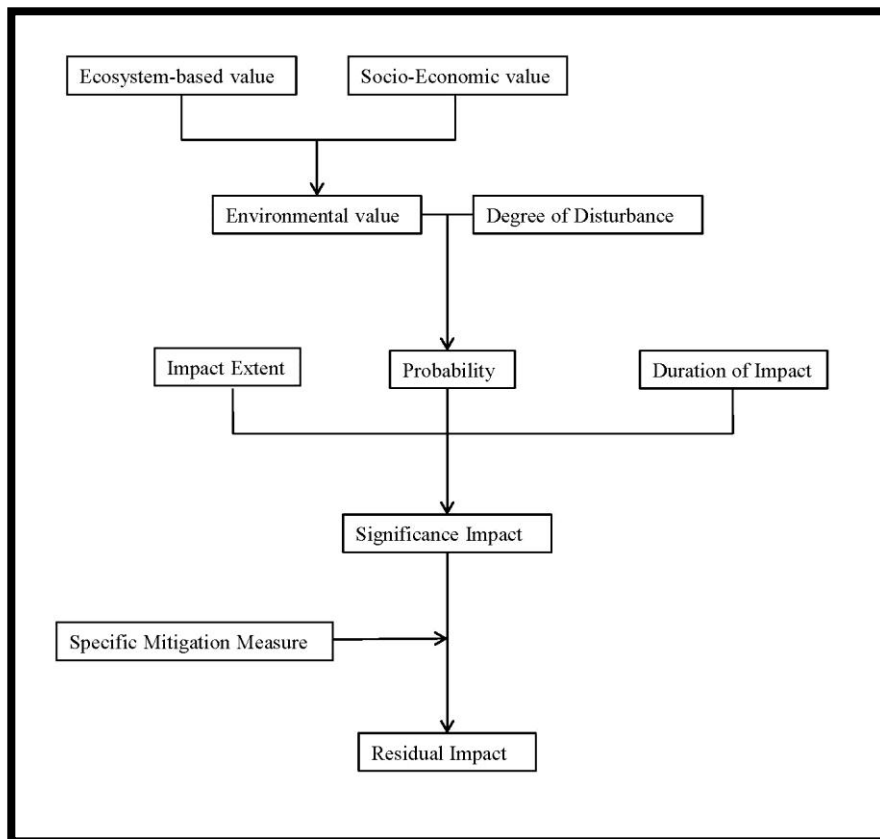 Ecosystem-based value
Socio-Economic value
Environmental value
Degree of Disturbance
Impact Extent
Probability
Duration of Impact
Significance Impact
Specific Mitigation Measure
Residual Impact